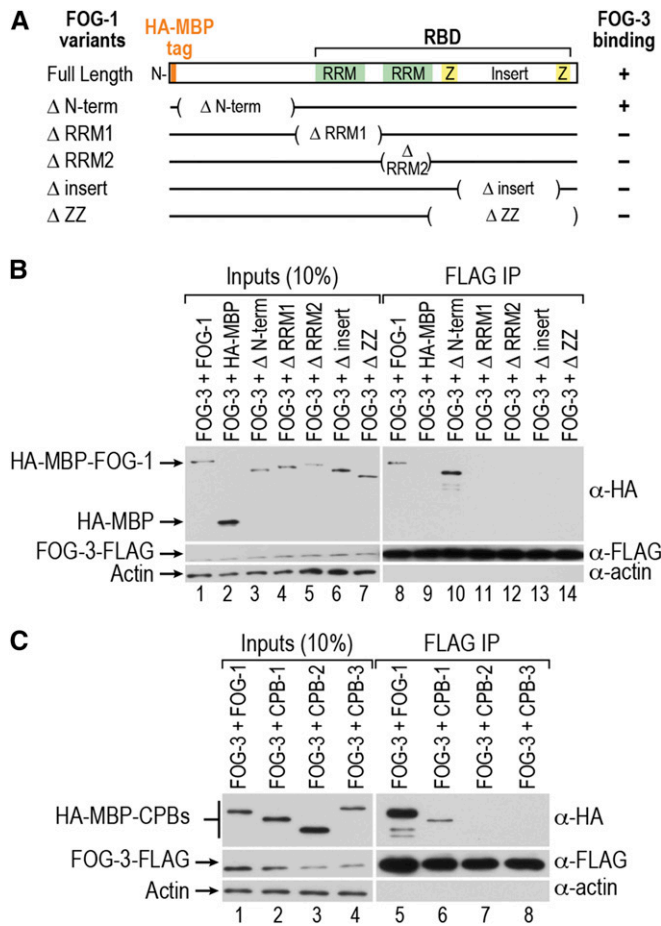 A
FOG-1 variants
HA-MBP tag
RBD
FOG-3 binding
Full Length
N-
RRM
RRM
Z
Insert
Z
+
Δ N-term
( Δ N-term )
+
Δ RRM1
( Δ RRM1 )
–
Δ RRM2
( Δ RRM2 )
–
Δ insert
( Δ insert )
–
Δ ZZ
( Δ ZZ )
–
B
Inputs (10%)
FLAG IP
FOG-3 + FOG-1
FOG-3 + HA-MBP
FOG-3 + Δ N-term
FOG-3 + Δ RRM1
FOG-3 + Δ RRM2
FOG-3 + Δ insert
FOG-3 + Δ ZZ
FOG-3 + FOG-1
FOG-3 + HA-MBP
FOG-3 + Δ N-term
FOG-3 + Δ RRM1
FOG-3 + Δ RRM2
FOG-3 + Δ insert
FOG-3 + Δ ZZ
HA-MBP-FOG-1
α-HA
HA-MBP
FOG-3-FLAG
α-FLAG
Actin
α-actin
1 2 3 4 5 6 7 8 9 10 11 12 13 14
C
Inputs (10%)
FLAG IP
FOG-3 + FOG-1
FOG-3 + CPB-1
FOG-3 + CPB-2
FOG-3 + CPB-3
FOG-3 + FOG-1
FOG-3 + CPB-1
FOG-3 + CPB-2
FOG-3 + CPB-3
HA-MBP-CPBs
α-HA
FOG-3-FLAG
α-FLAG
Actin
α-actin
1 2 3 4 5 6 7 8